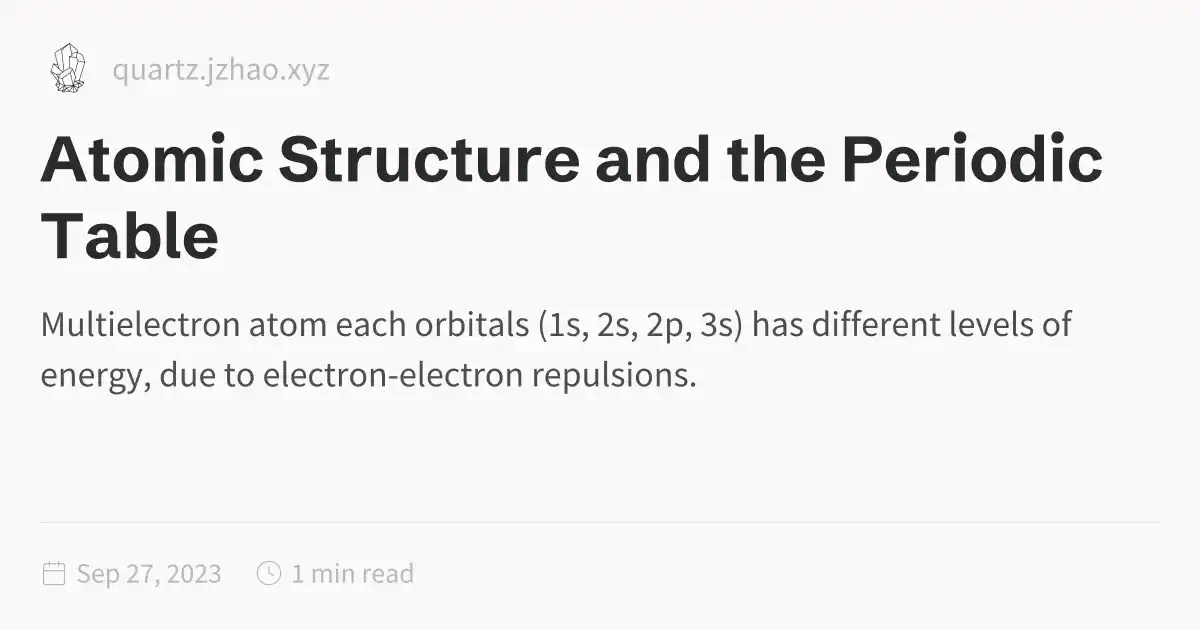 quartz.jzhao.xyz
Atomic Structure and the Periodic
Table
Multielectron atom each orbitals (1s, 2s, 2p, 3s) has different levels of
energy, due to electron-electron repulsions.
Sep 27, 2023 1 min read